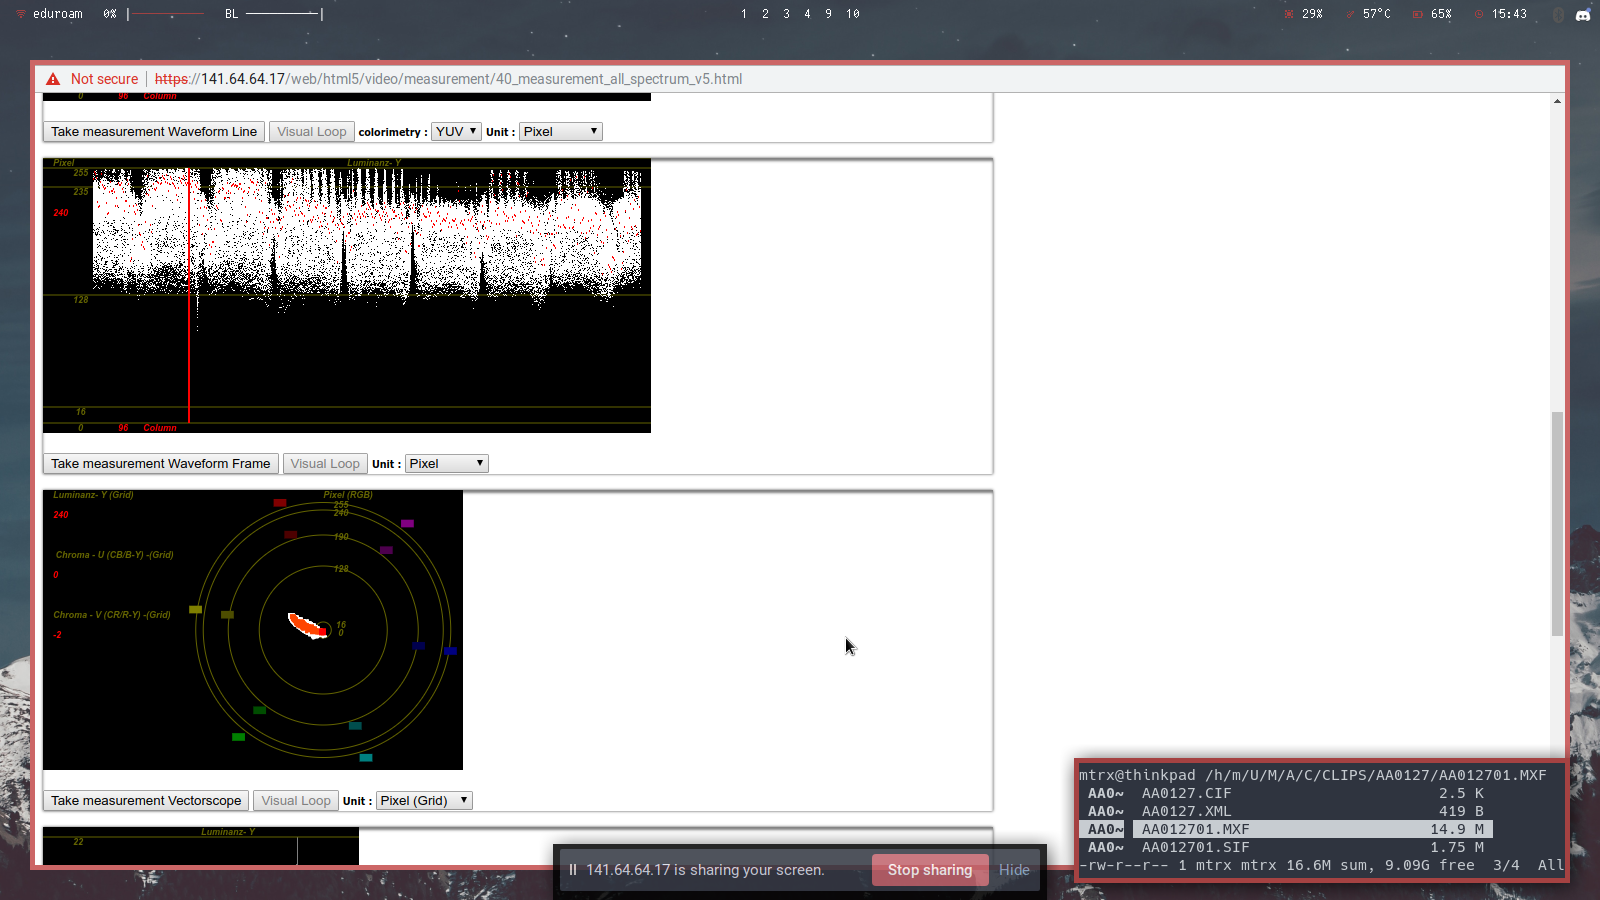 eduroam 0% BL 1 2 3 4 9 10 29% 57°C 65% 15:43
Not secure https://141.64.64.17/web/html5/video/measurement/40_measurement_all_spectrum_v5.html
0 96 Column
Take measurement Waveform Line Visual Loop colorimetry : YUV Unit : Pixel
Pixel Luminanz- Y
255
235
240
128
16
0 96 Column
Take measurement Waveform Frame Visual Loop Unit : Pixel
Luminanz- Y (Grid) Pixel (RGB)
255
240 240
190
Chroma - U (CB/B-Y) -(Grid)
128
0
Chroma - V (CR/R-Y) -(Grid)
16
0
-2
Take measurement Vectorscope Visual Loop Unit : Pixel (Grid)
Luminanz- Y
22
141.64.64.17 is sharing your screen. Stop sharing Hide
mtrx@thinkpad /h/m/U/M/A/C/CLIPS/AA0127/AA012701.MXF
AA0~ AA0127.CIF 2.5 K
AA0~ AA0127.XML 419 B
AA0~ AA012701.MXF 14.9 M
AA0~ AA012701.SIF 1.75 M
-rw-r--r-- 1 mtrx mtrx 16.6M sum, 9.09G free 3/4 All